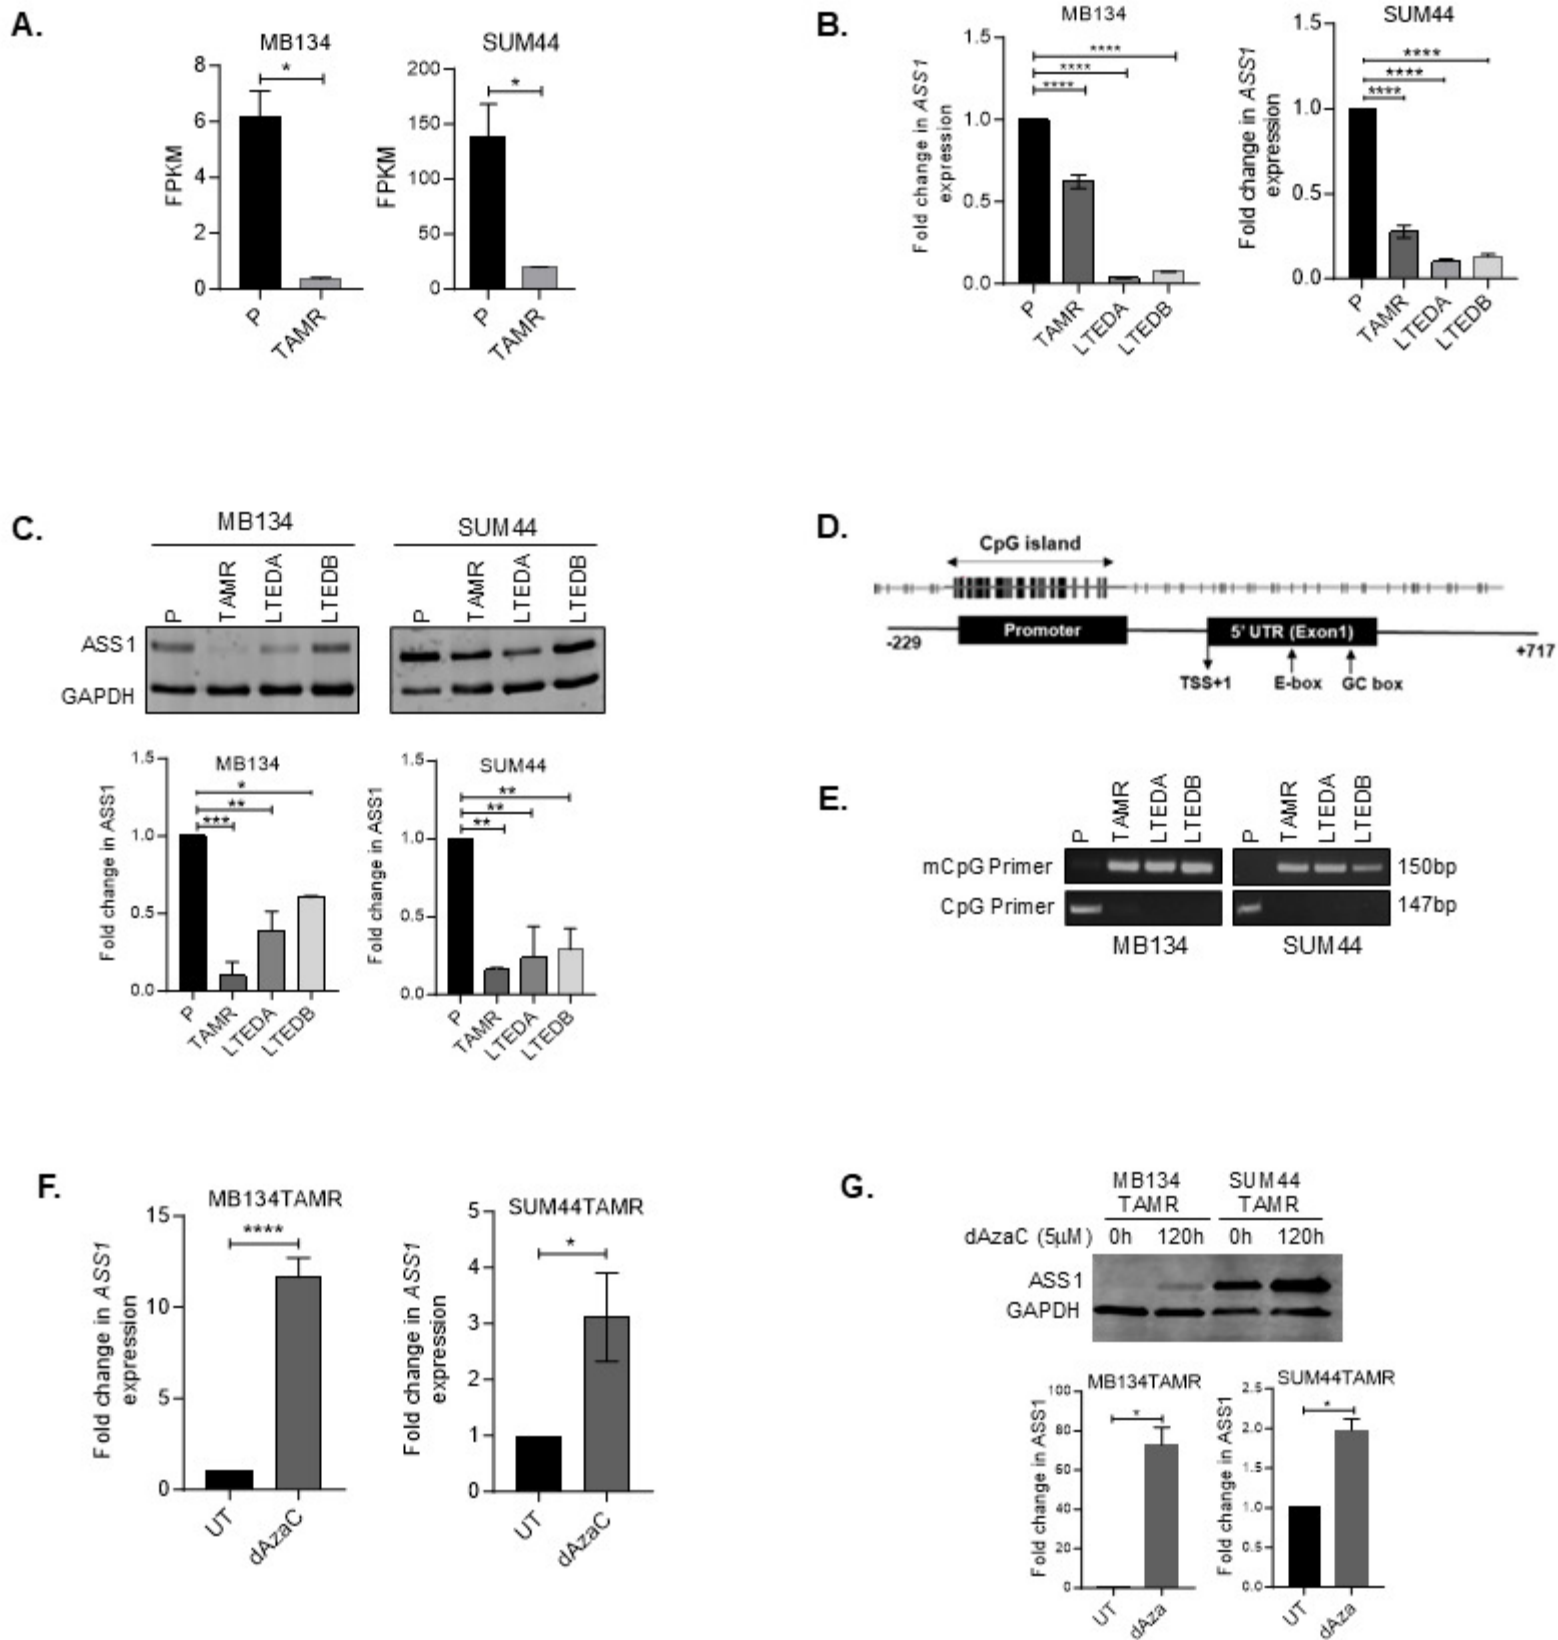 A.
MB134
SUM44
FPKM
8
6
4
2
0
*
P
TAMR
FPKM
200
150
100
50
0
*
P
TAMR
B.
MB134
SUM44
Fold change in ASS1
expression
1.5
1.0
0.5
0.0
****
****
****
P
TAMR
LTEDA
LTEDB
Fold change in ASS1
expression
1.5
1.0
0.5
0.0
****
****
****
P
TAMR
LTEDA
LTEDB
C.
MB134
SUM44
P
TAMR
LTEDA
LTEDB
P
TAMR
LTEDA
LTEDB
ASS1
GAPDH
MB134
Fold change in ASS1
1.5
1.0
0.5
0.0
*
**
***
P
TAMR
LTEDA
LTEDB
SUM44
Fold change in ASS1
1.5
1.0
0.5
0.0
**
**
**
P
TAMR
LTEDA
LTEDB
D.
CpG island
Promoter
5' UTR (Exon1)
-229
+717
TSS+1
E-box
GC box
E.
P
TAMR
LTEDA
LTEDB
P
TAMR
LTEDA
LTEDB
mCpG Primer
150bp
CpG Primer
147bp
MB134
SUM44
F.
MB134TAMR
Fold change in ASS1
expression
15
10
5
0
****
UT
dAzaC
SUM44TAMR
Fold change in ASS1
expression
5
4
3
2
1
0
*
UT
dAzaC
G.
MB134
TAMR
SUM44
TAMR
dAzaC (5µM) 0h 120h 0h 120h
ASS1
GAPDH
MB134TAMR
Fold change in ASS1
100
80
60
40
20
0
*
UT
dAza
SUM44TAMR
Fold change in ASS1
2.5
2.0
1.5
1.0
0.5
0.0
*
UT
dAza